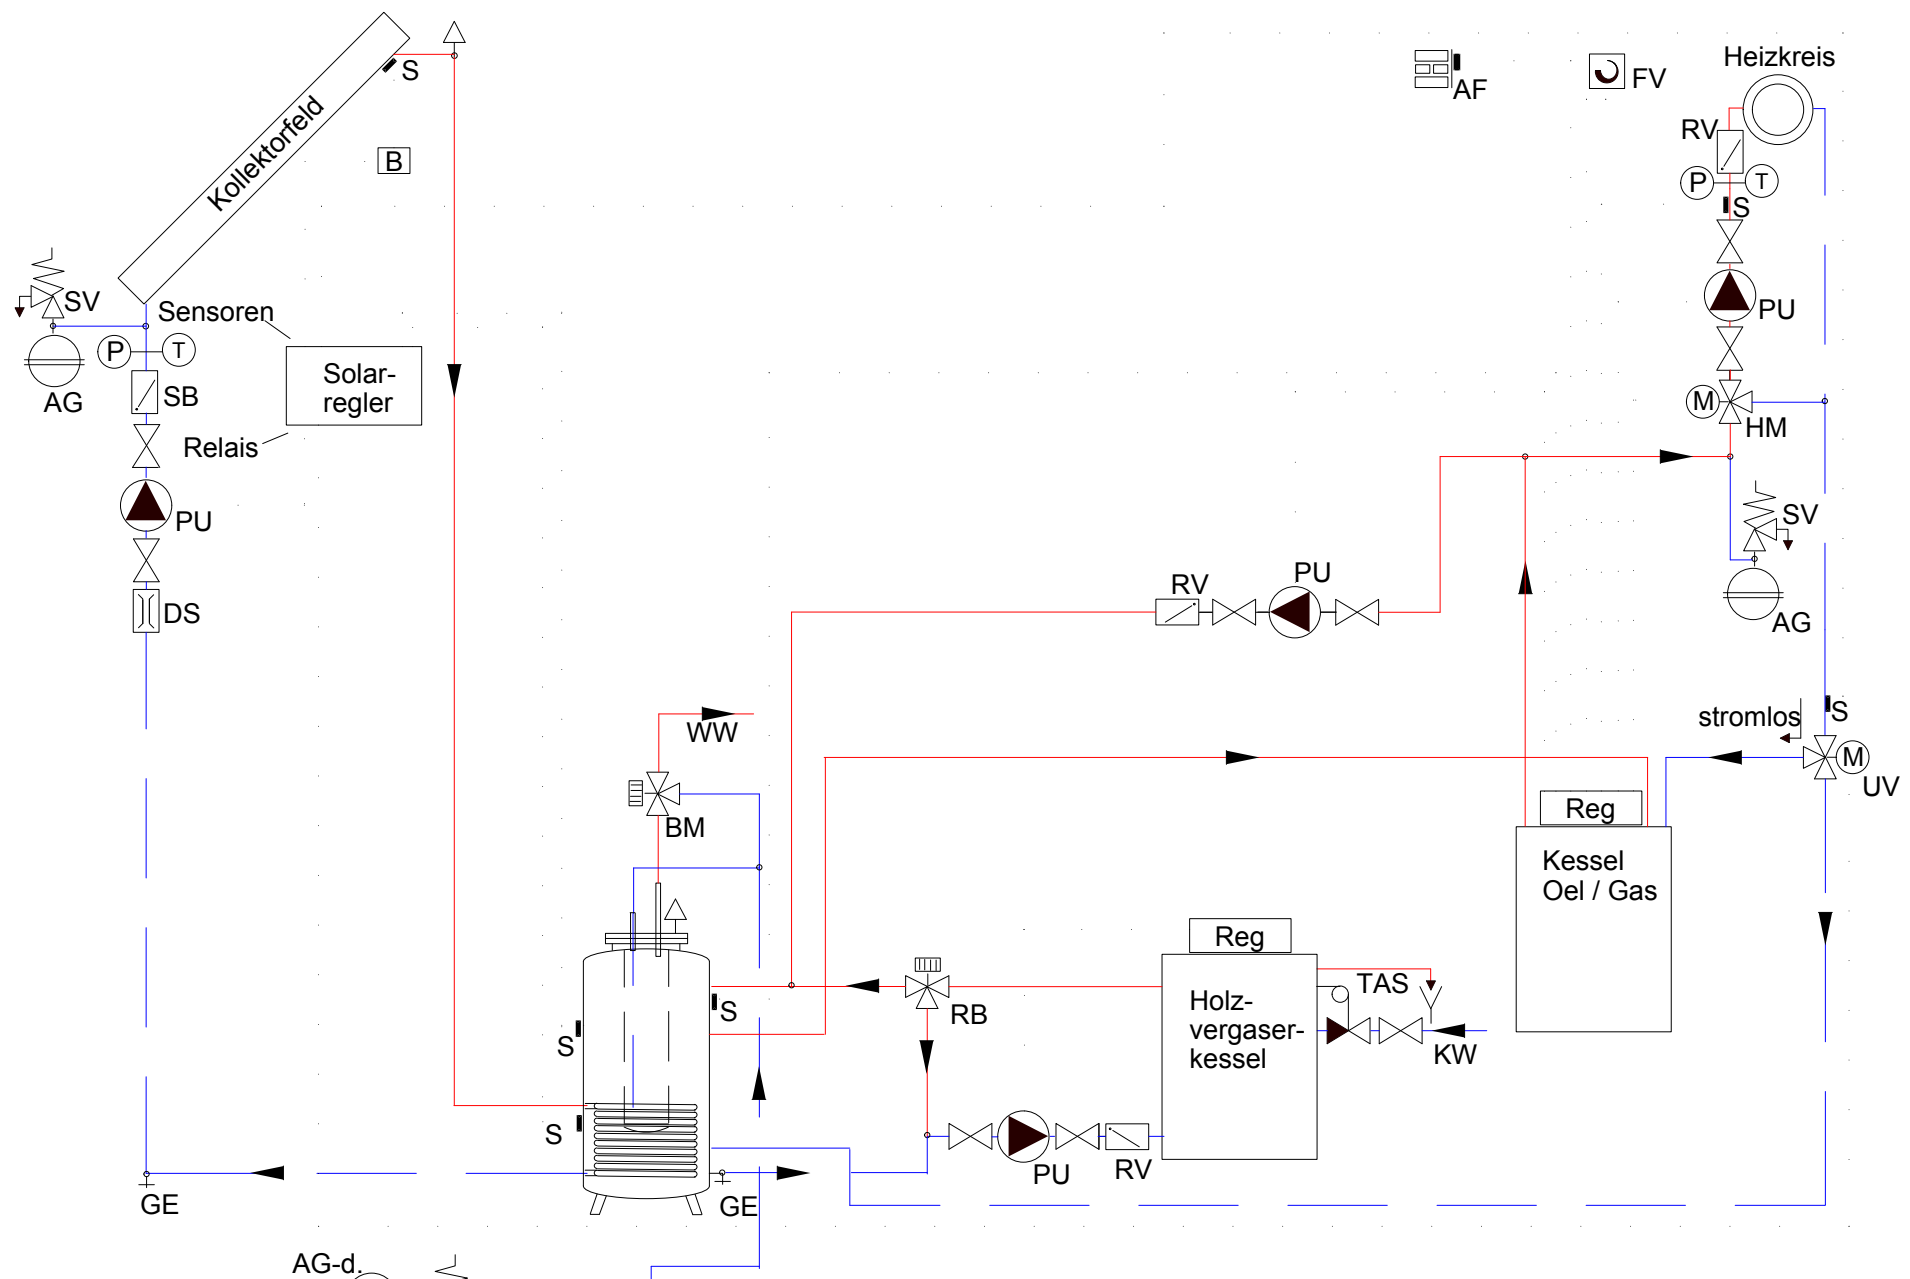 Heizkreis
S
AF
FV
RV
Kollektorfeld
B
P
T
S
SV
Sensoren
PU
P
T
Solar-
regler
AG
SB
M
HM
Relais
PU
SV
RV
PU
DS
AG
stromlos
S
WW
M
UV
BM
Reg
Kessel
Oel / Gas
Reg
TAS
S
RB
Holz-
vergaser-
kessel
S
KW
S
PU
RV
GE
GE
AG-d.